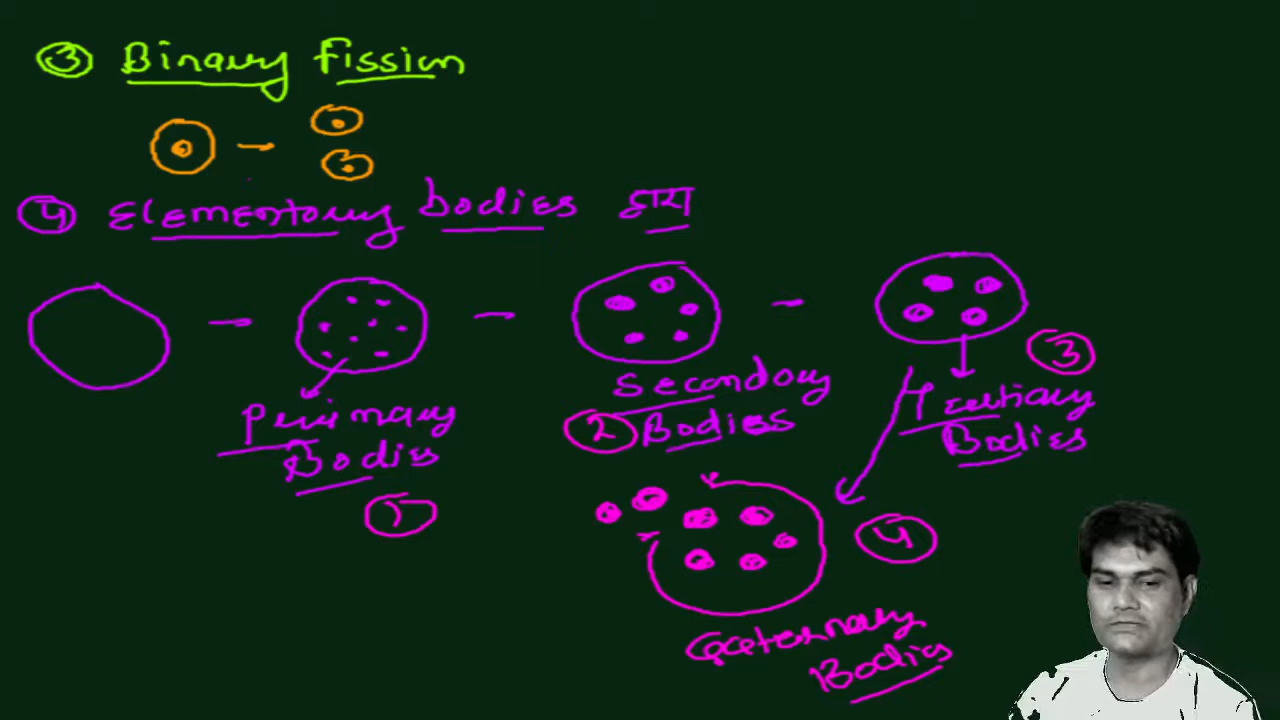 ③ Binary fission
④ Elementary bodies द्वारा
Primary
Bodies
①
Secondary
② Bodies
③
Tertiary
Bodies
④
Quaternary
Bodies